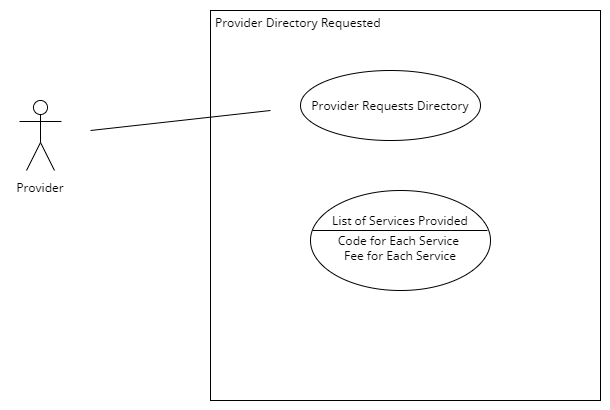 Provider Directory Requested
Provider Requests Directory
Provider
List of Services Provided
Code for Each Service
Fee for Each Service